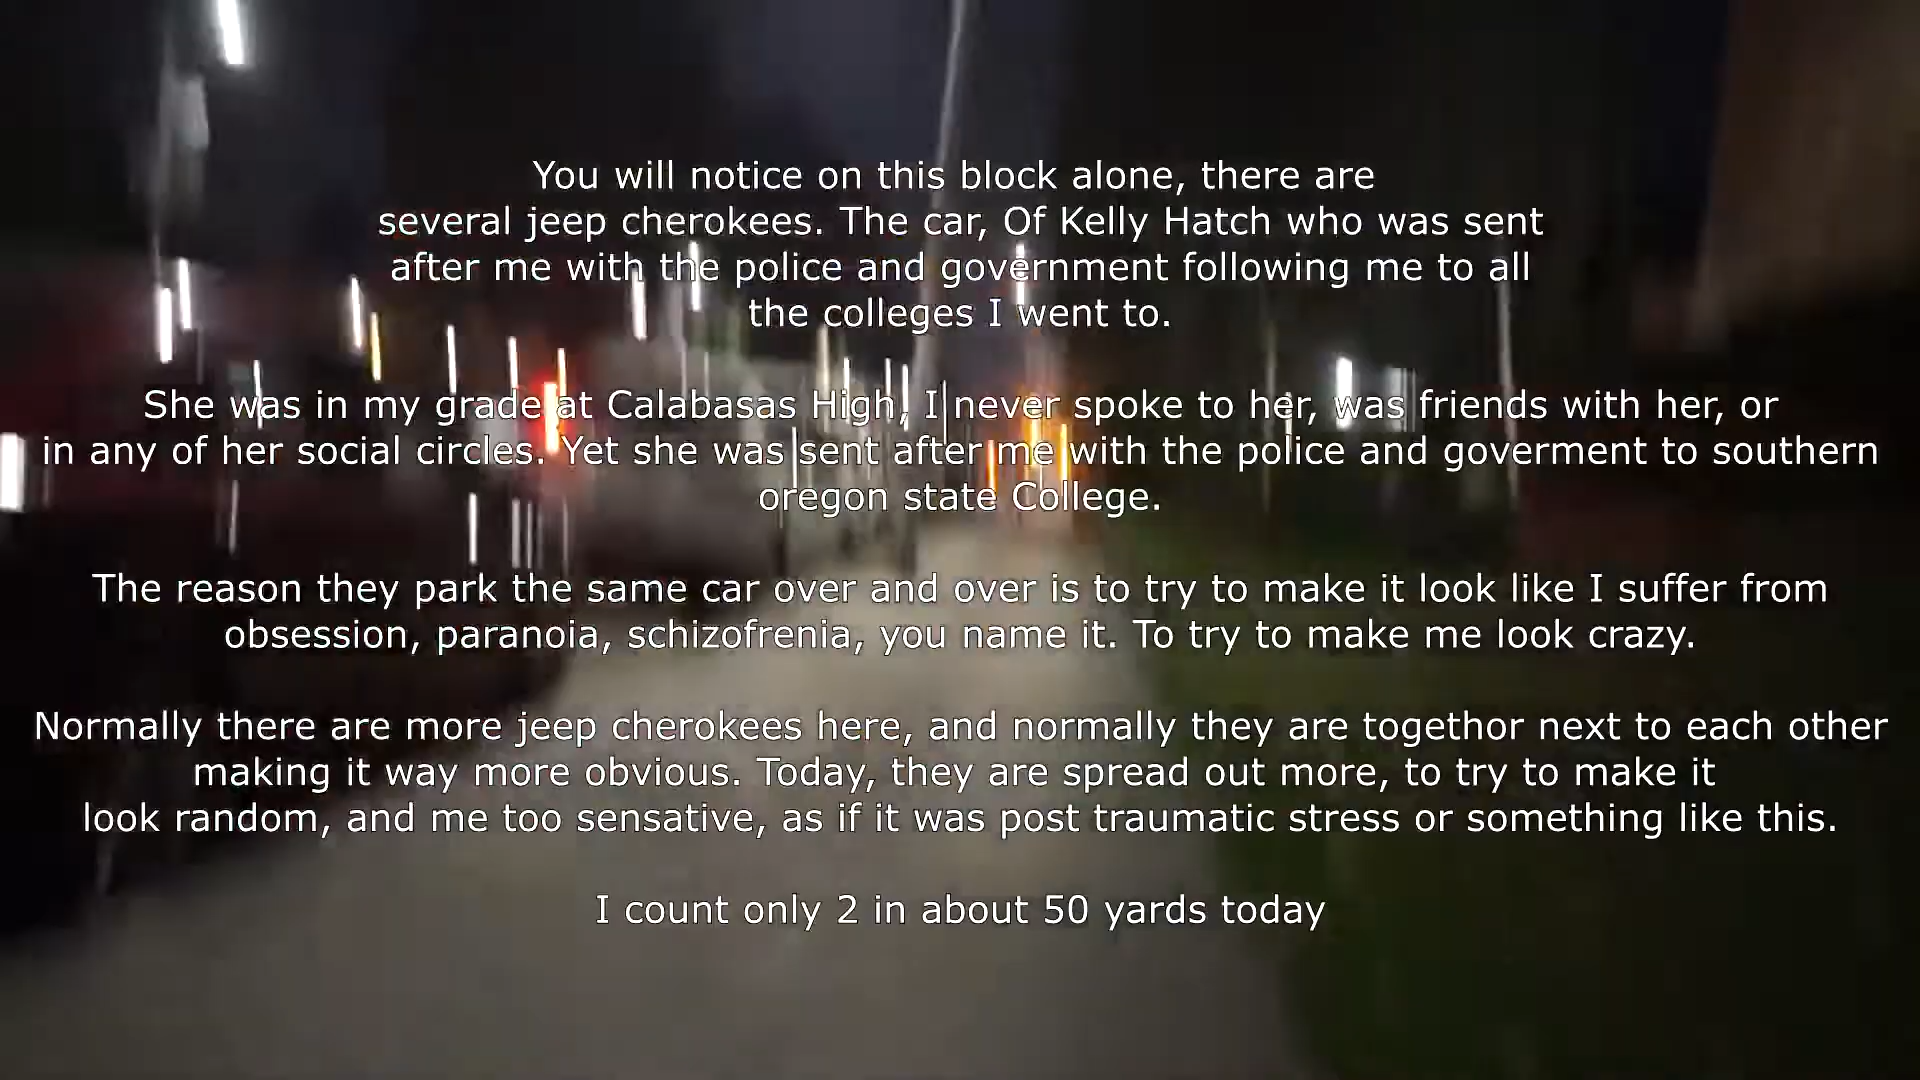 You will notice on this block alone, there are
several jeep cherokees. The car, Of Kelly Hatch who was sent
after me with the police and government following me to all
the colleges I went to.
She was in my grade at Calabasas High, I never spoke to her, was friends with her, or
in any of her social circles. Yet she was sent after me with the police and goverment to southern
oregon state College.
The reason they park the same car over and over is to try to make it look like I suffer from
obsession, paranoia, schizofrenia, you name it. To try to make me look crazy.
Normally there are more jeep cherokees here, and normally they are togethor next to each other
making it way more obvious. Today, they are spread out more, to try to make it
look random, and me too sensative, as if it was post traumatic stress or something like this.
I count only 2 in about 50 yards today